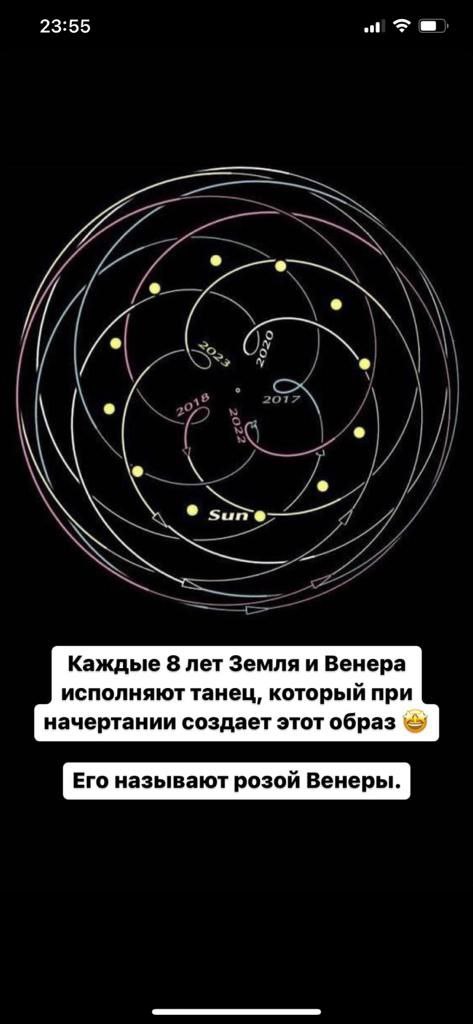 23:55
2023
2020
2018
2017
2022
Sun
Каждые 8 лет Земля и Венера
исполняют танец, который при
начертании создает этот образ 🤩
Его называют розой Венеры.